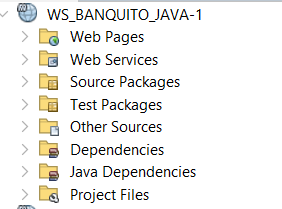 WS_BANQUITO_JAVA-1
Web Pages
Web Services
Source Packages
Test Packages
Other Sources
Dependencies
Java Dependencies
Project Files